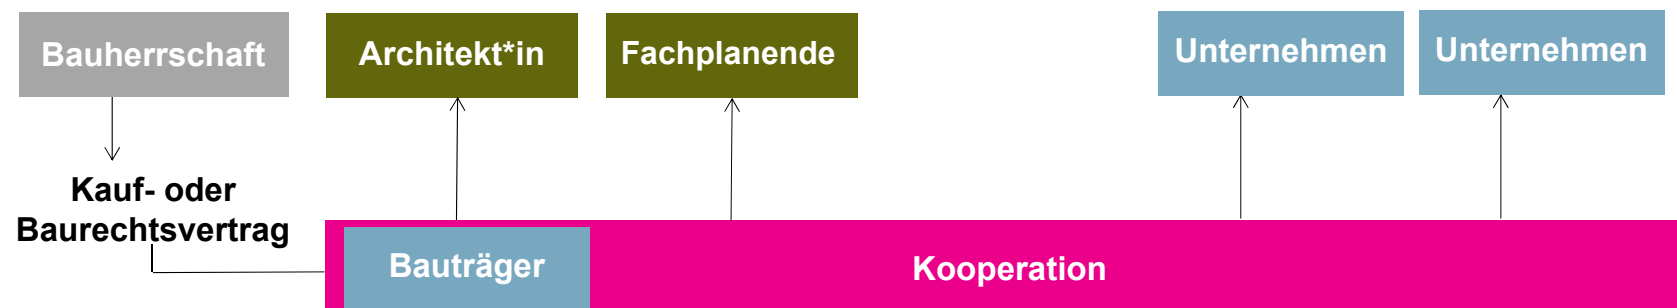 Bauherrschaft
Architekt*in
Fachplanende
Unternehmen
Unternehmen
Kauf- oder
Baurechtsvertrag
Bauträger
Kooperation